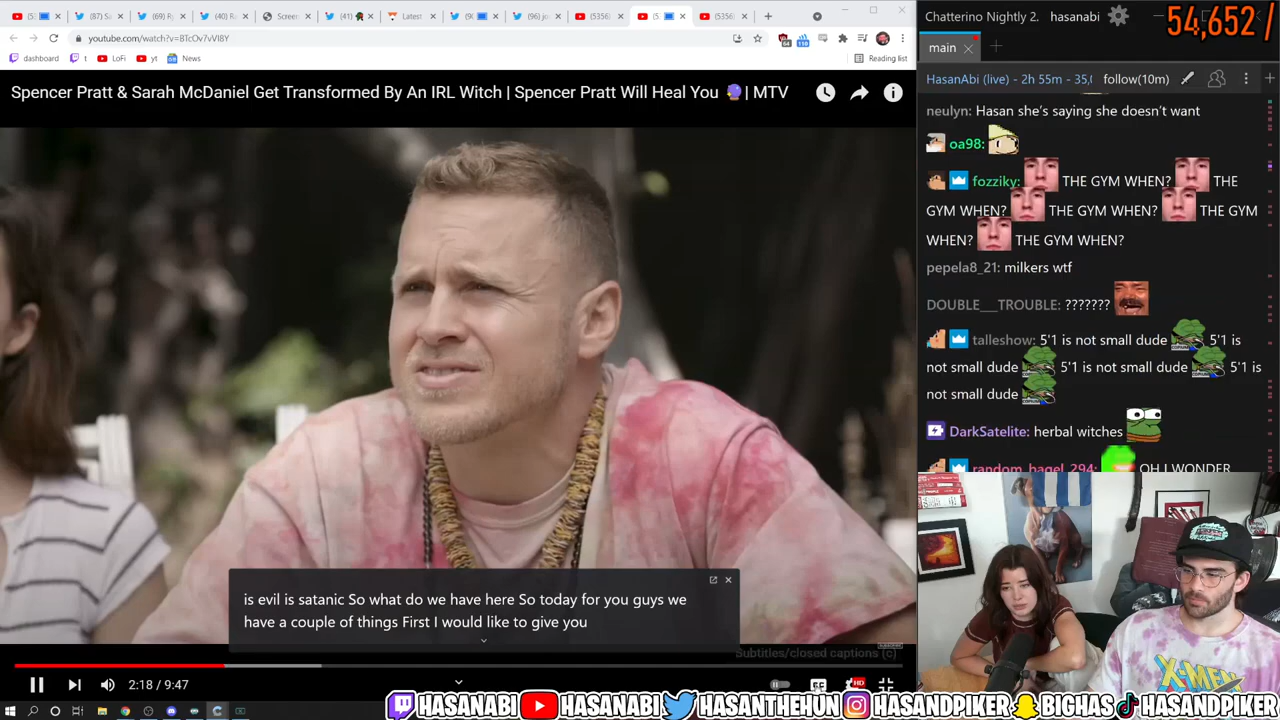 Chatterino Nightly 2.
hasanabi
54,652 /
youtube.com/watch?v=8TcOv7vVI8Y
main
dashboard
t
LoFi
yt
News
Reading list
HasanAbi (live) - 2h 55m - 35,
follow(10m)
Spencer Pratt & Sarah McDaniel Get Transformed By An IRL Witch | Spencer Pratt Will Heal You 🔮| MTV
neulyn: Hasan she's saying she doesn't want
oa98:
fozziky: THE GYM WHEN? THE
GYM WHEN? THE GYM WHEN? THE GYM
WHEN? THE GYM WHEN?
pepela8_21: milkers wtf
DOUBLE___TROUBLE: ???????
talleshow: 5'1 is not small dude 5'1 is
not small dude 5'1 is not small dude 5'1 is
not small dude
DarkSatelite: herbal witches
random_bagel_294: OH I WONDER
is evil is satanic So what do we have here So today for you guys we
have a couple of things First I would like to give you
Subtitles/closed captions (c)
2:18 / 9:47
HD
X-MEN
HASANABI
HASANABI
HASANTHEHUN
HASANDPIKER
BIGHAS
HASANDPIKER